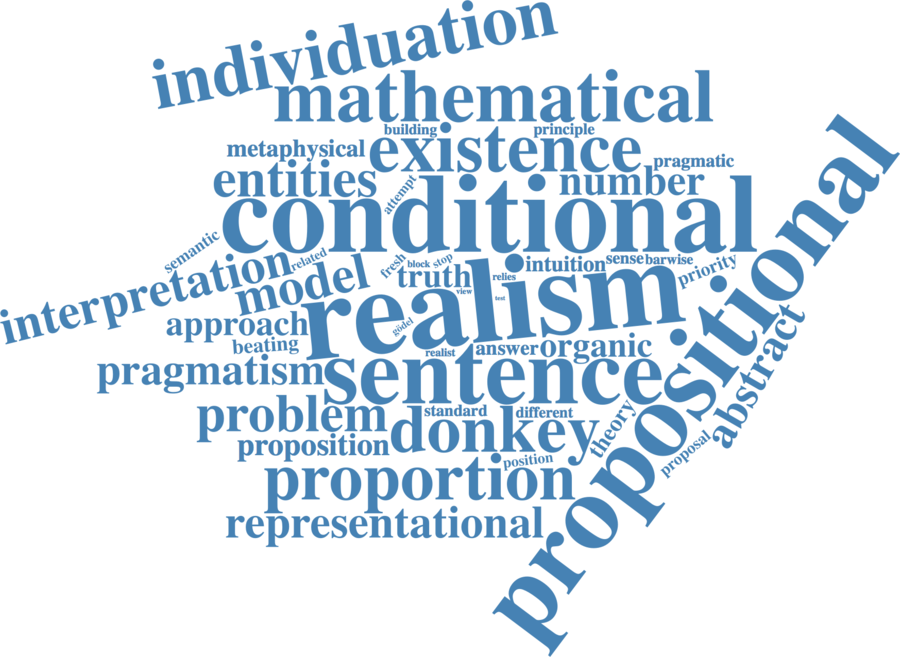 individuation
mathematical
building principle
metaphysical existence pragmatic
entities attempt number
conditional
propositional
semantic related fresh block stop intuition sense barwise
interpretation model truth relies priority
view test
realism
approach gödel
beating realist answer organic
pragmatism sentence
abstract
problem standard different theory
proposition donkey
proposal
proportion position
representational